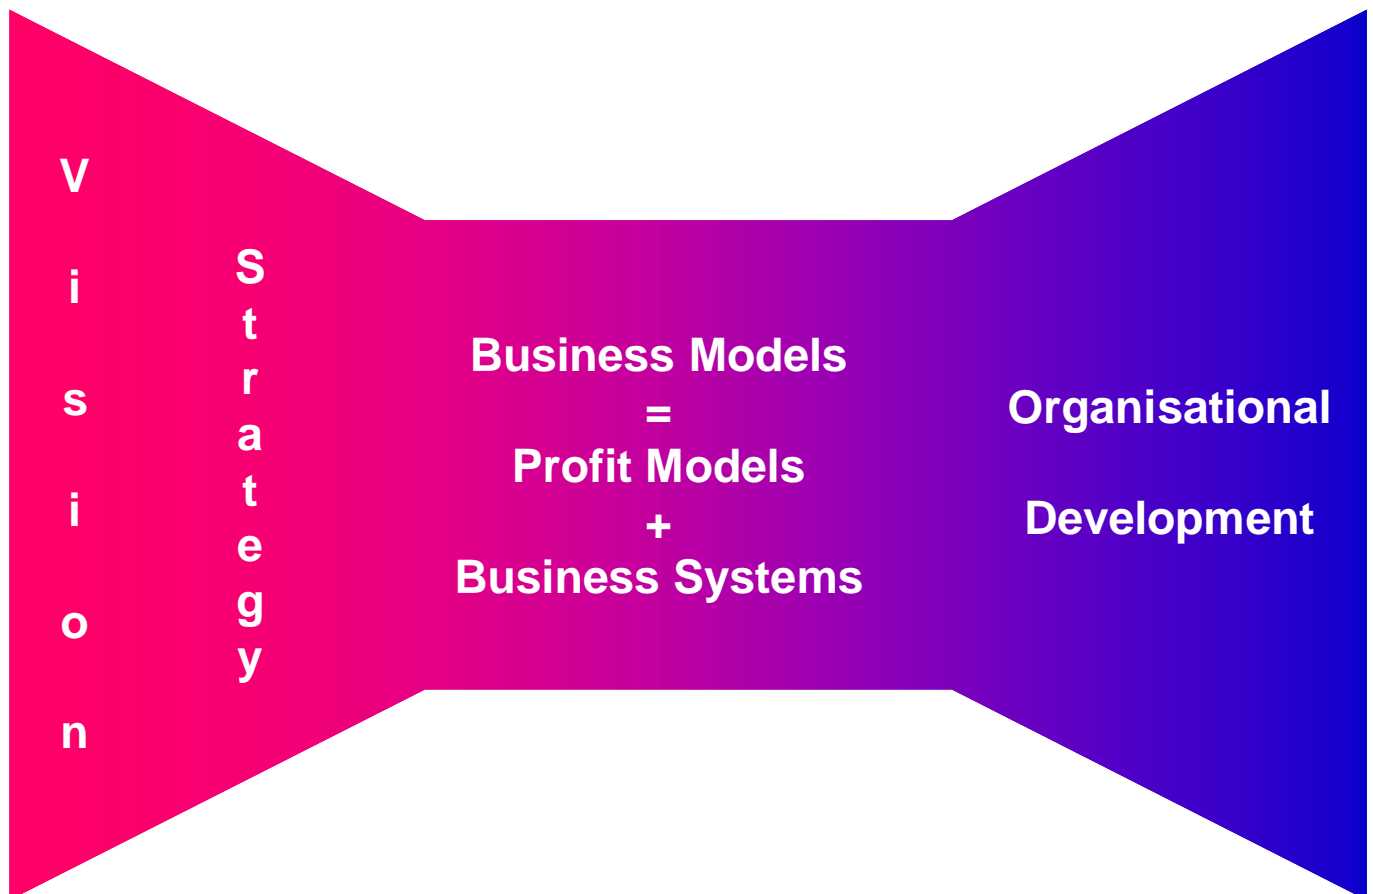 Vision
Strategy
Business Models
=
Profit Models
+
Business Systems
Organisational
Development